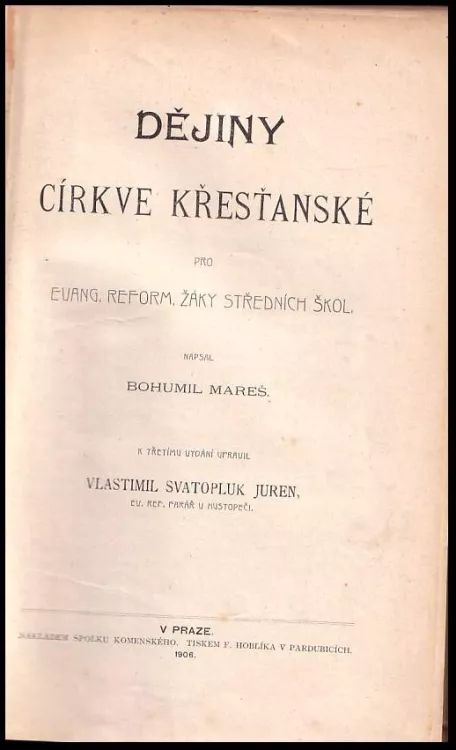 DĚJINY
CÍRKVE KŘESŤANSKÉ
PRO
EVANG. REFORM. ŽÁKY STŘEDNÍCH ŠKOL.
NAPSAL
BOHUMIL MAREŠ.
K TŘETÍMU VYDÁNÍ UPRAVIL
VLASTIMIL SVATOPLUK JUREN,
EV. REF. FARÁŘ V HUSTOPEČI.
V PRAZE.
NÁKLADEM SPOLKU KOMENSKÉHO. TISKEM F. HOBLÍKA V PARDUBICÍCH.
1906.